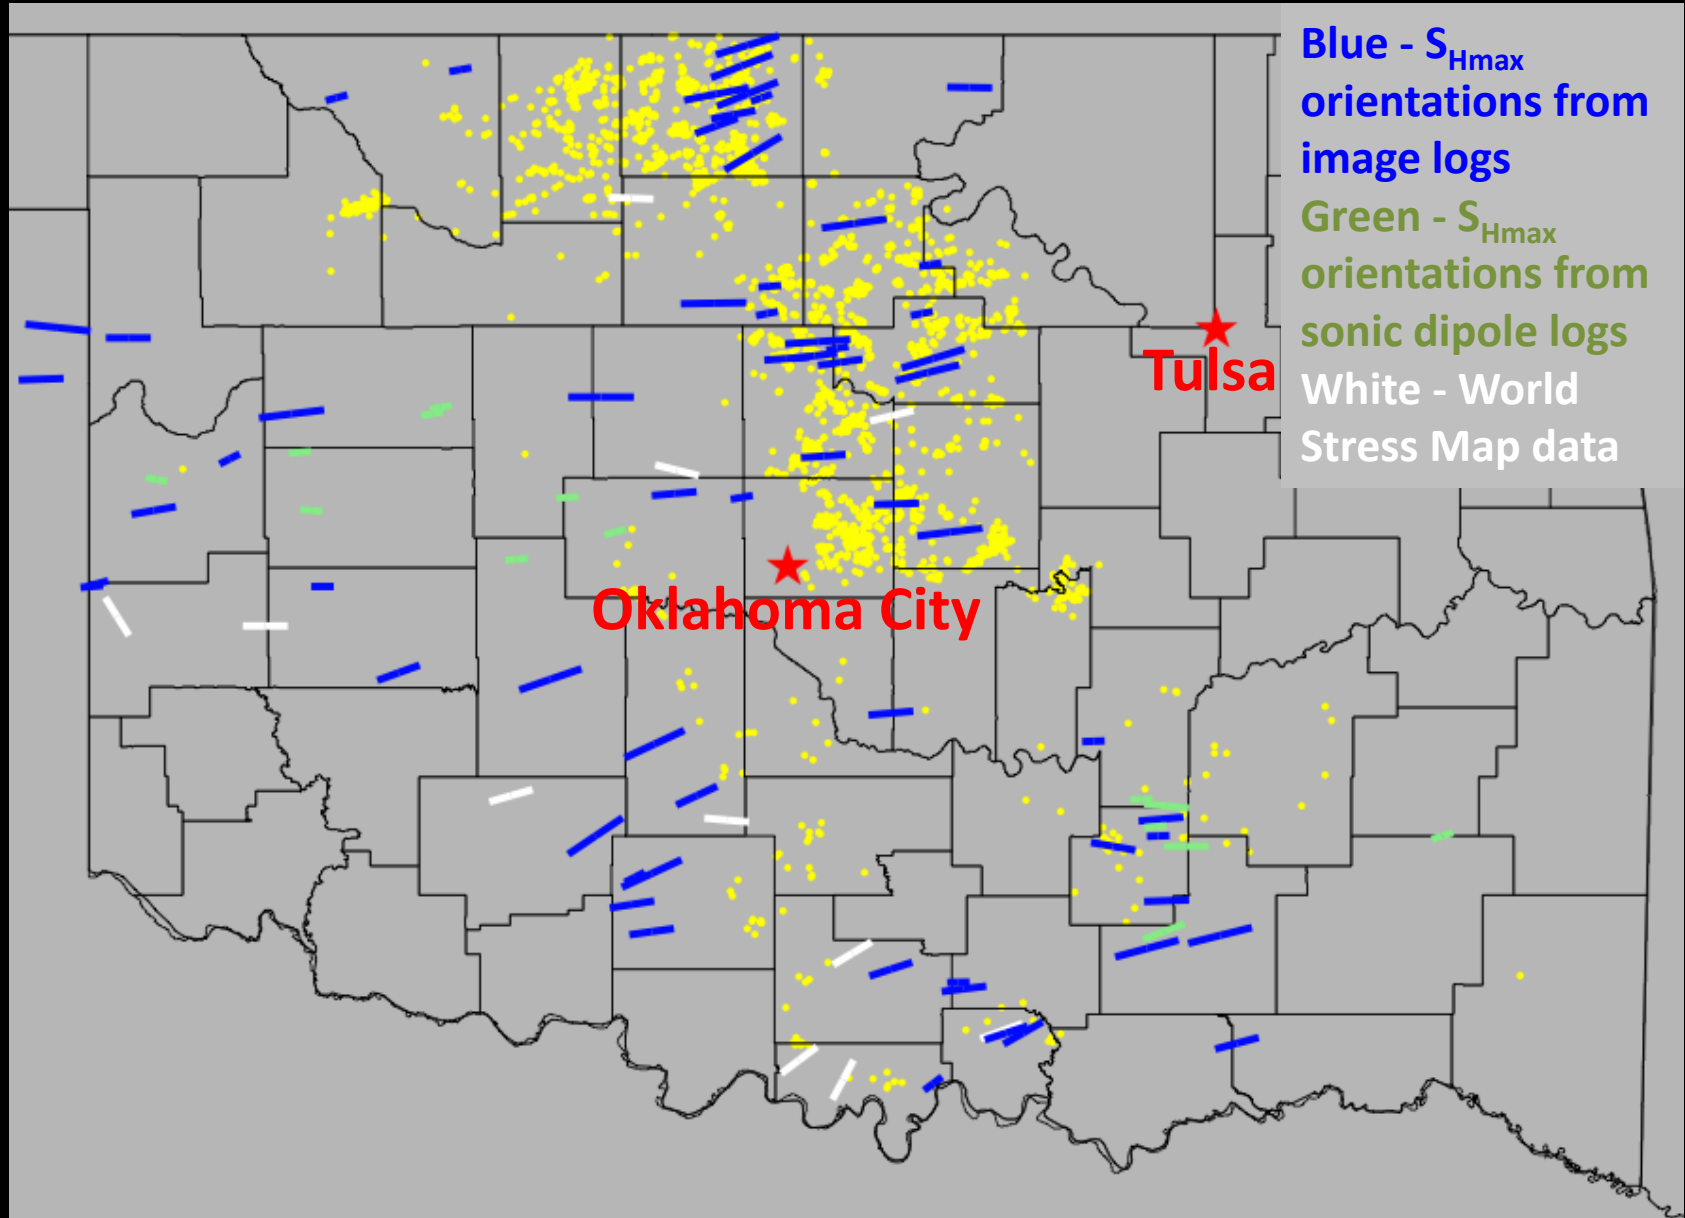 Blue - SHmax
orientations from
image logs
Green - SHmax
orientations from
sonic dipole logs
White - World
Stress Map data
Tulsa
Oklahoma City